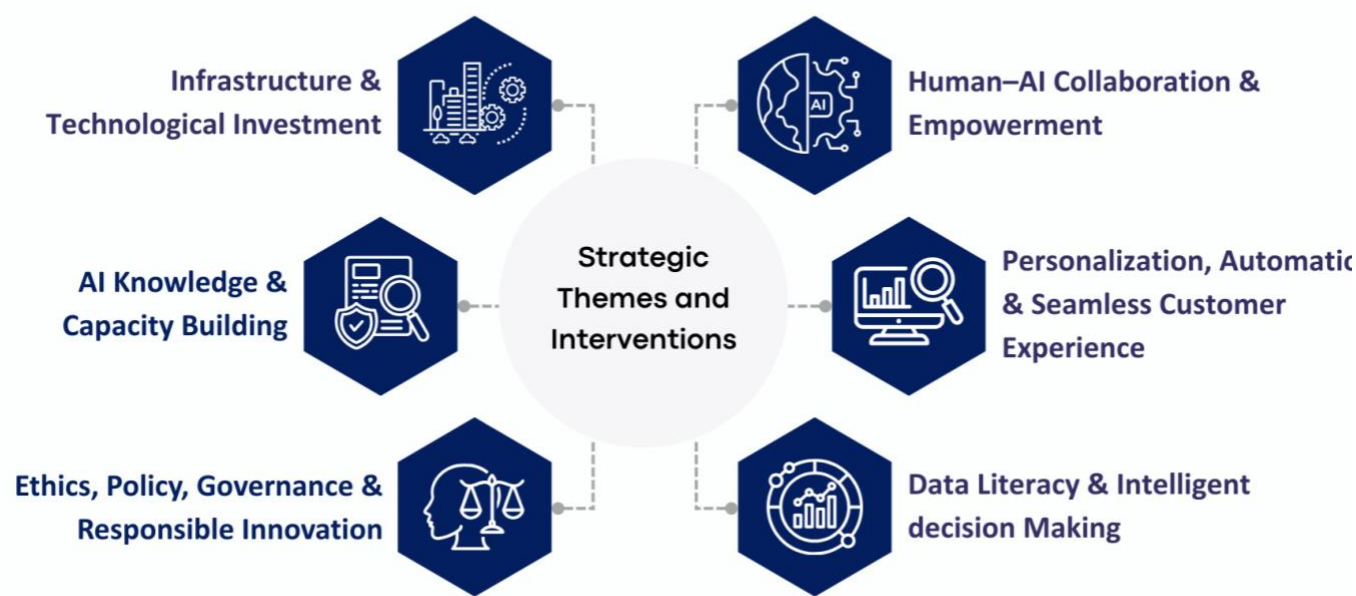 Infrastructure &
Technological Investment
Human–AI Collaboration &
Empowerment
AI
AI Knowledge &
Capacity Building
Strategic
Themes and
Interventions
Personalization, Automatic
& Seamless Customer
Experience
Ethics, Policy, Governance &
Responsible Innovation
Data Literacy & Intelligent
decision Making